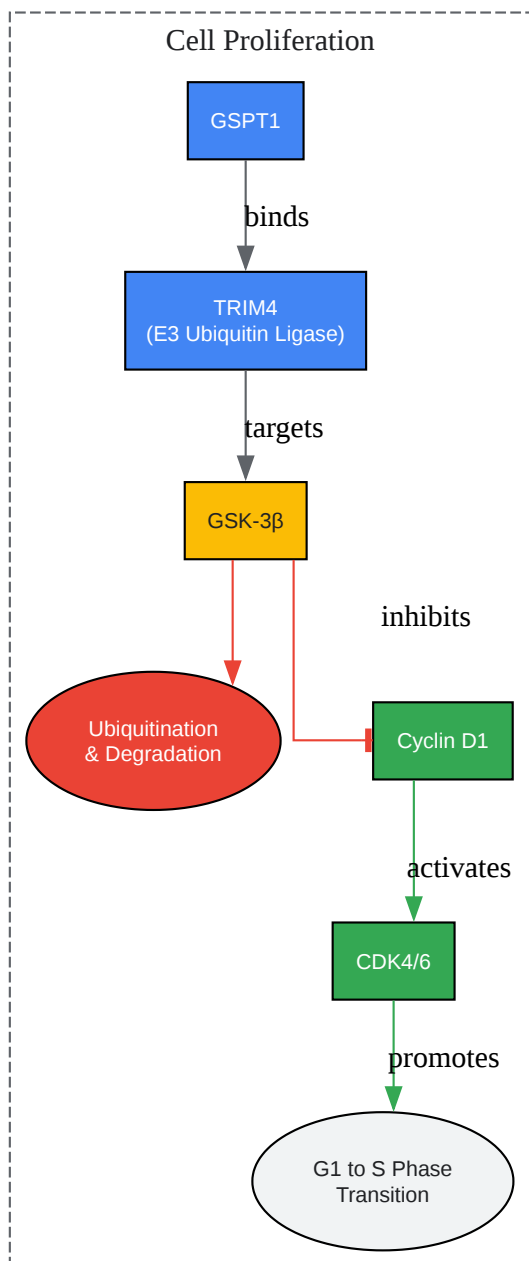 Cell Proliferation
GSPT1
binds
TRIM4
(E3 Ubiquitin Ligase)
targets
GSK-3β
inhibits
Ubiquitination
& Degradation
Cyclin D1
activates
CDK4/6
promotes
G1 to S Phase
Transition